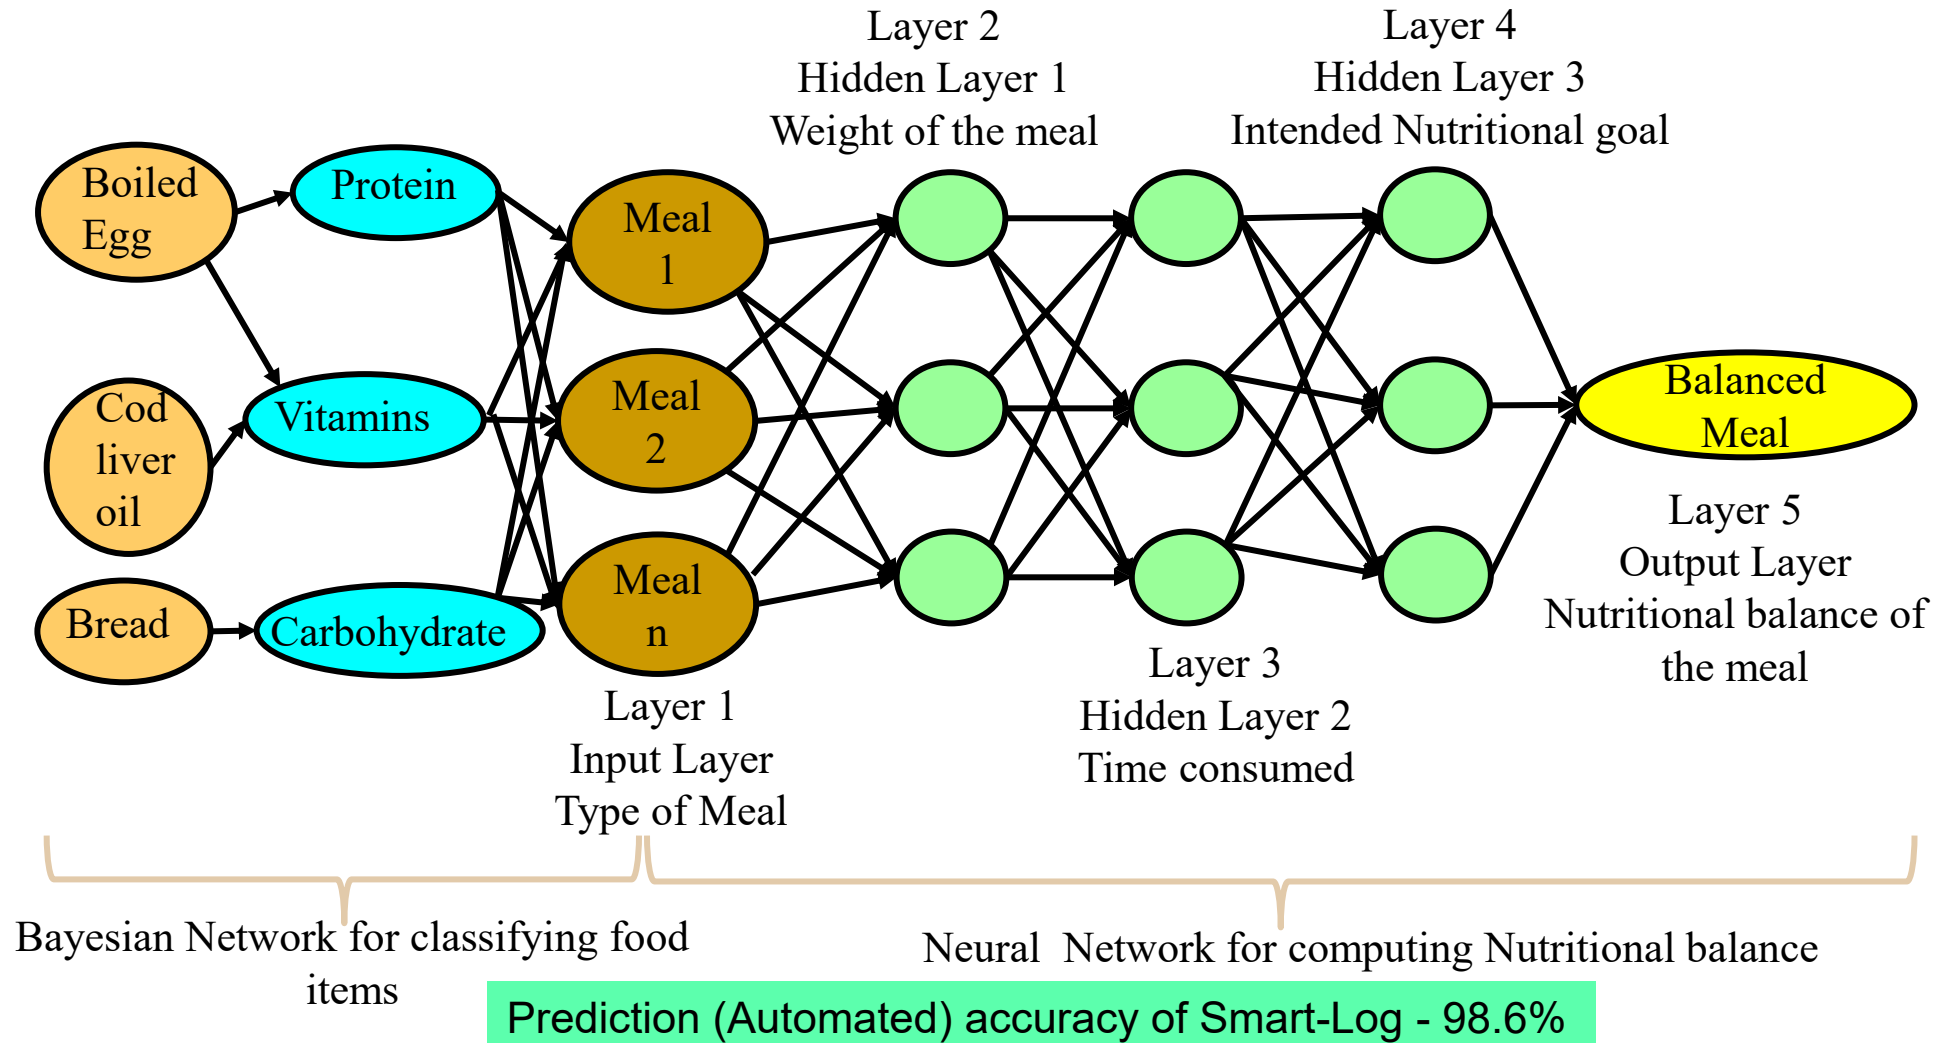 Layer 2
Hidden Layer 1
Weight of the meal
Layer 4
Hidden Layer 3
Intended Nutritional goal
Boiled
Egg
Protein
Meal
1
Cod
liver
oil
Vitamins
Meal
2
Balanced
Meal
Bread
Carbohydrate
Meal
n
Layer 5
Output Layer
Nutritional balance of
the meal
Layer 1
Input Layer
Type of Meal
Layer 3
Hidden Layer 2
Time consumed
Bayesian Network for classifying food
items
Neural  Network for computing Nutritional balance
Prediction (Automated) accuracy of Smart-Log - 98.6%